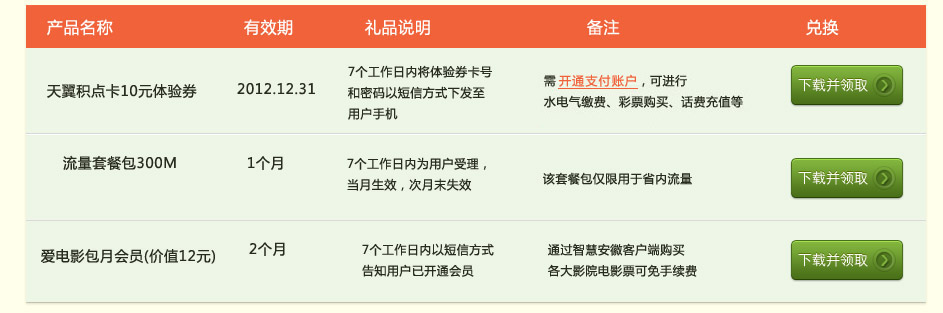 产品名称 有效期 礼品说明 备注 兑换
天翼积点卡10元体验券 2012.12.31
7个工作日内将体验券卡号
和密码以短信方式下发至
用户手机
需 开通支付账户，可进行
水电气缴费、彩票购买、话费充值等
下载并领取
流量套餐包300M 1个月
7个工作日内为用户受理，
当月生效，次月末失效
该套餐包仅限用于省内流量
下载并领取
爱电影包月会员(价值12元) 2个月
7个工作日内以短信方式
告知用户已开通会员
通过智慧安徽客户端购买
各大影院电影票可免手续费
下载并领取